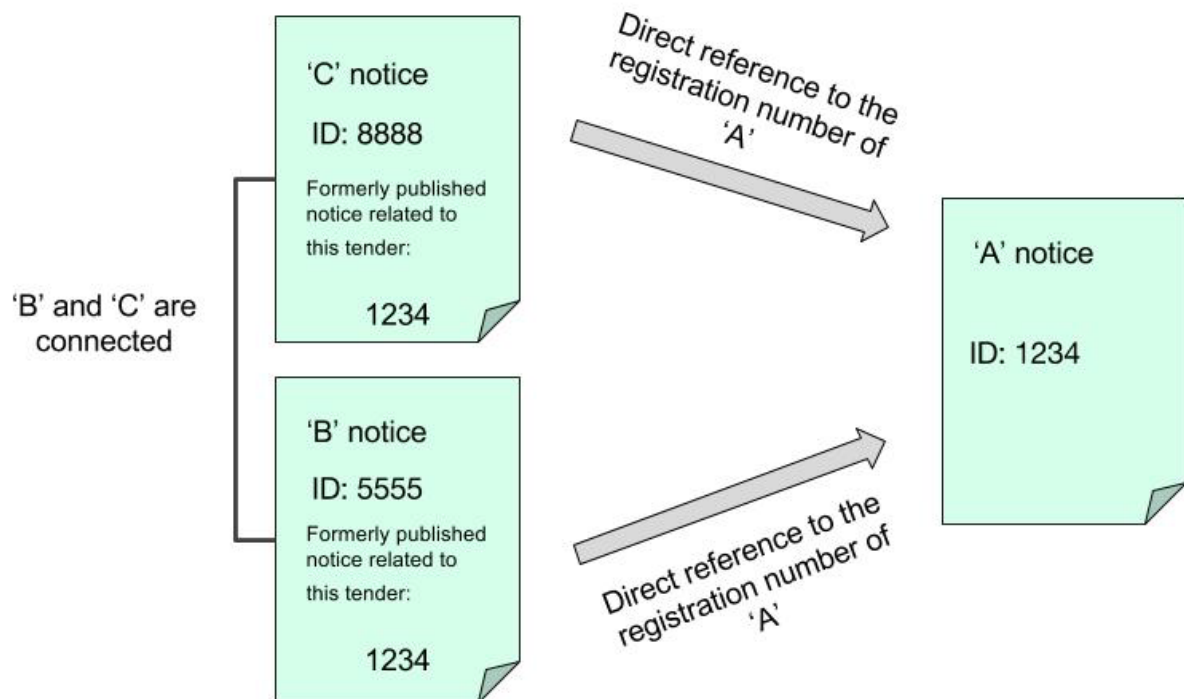 ‘C’ notice
ID: 8888
Formerly published
notice related to
this tender:
1234
Direct reference to the
registration number of
‘A’
‘B’ and ‘C’ are
connected
‘A’ notice
ID: 1234
‘B’ notice
ID: 5555
Formerly published
notice related to
this tender:
1234
Direct reference to the
registration number of
‘A’